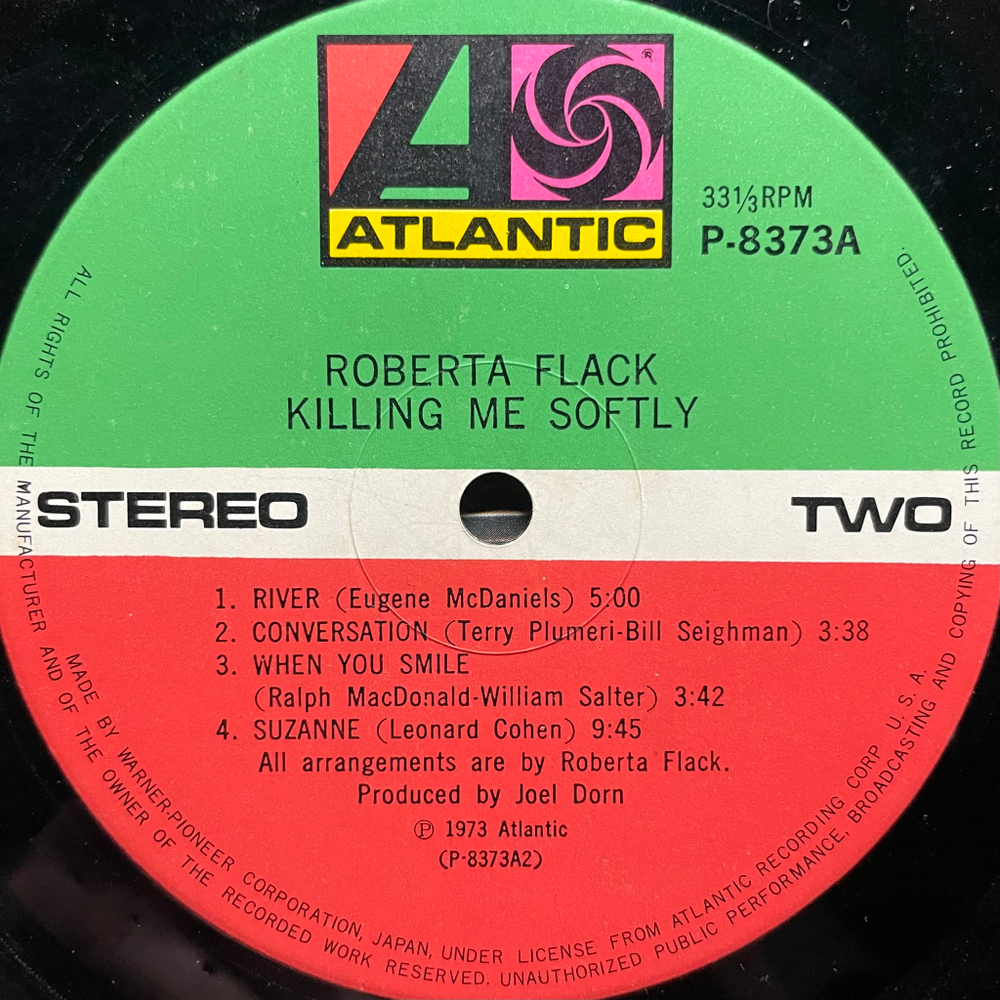 ATLANTIC
33⅓RPM
P-8373A
ROBERTA FLACK
KILLING ME SOFTLY
STEREO
TWO
1. RIVER (Eugene McDaniels) 5:00
2. CONVERSATION (Terry Plumeri-Bill Seighman) 3:38
3. WHEN YOU SMILE
(Ralph MacDonald-William Salter) 3:42
4. SUZANNE (Leonard Cohen) 9:45
All arrangements are by Roberta Flack.
Produced by Joel Dorn
Ⓟ 1973 Atlantic
(P-8373A2)
MADE BY WARNER-PIONEER CORPORATION, JAPAN, UNDER LICENSE FROM ATLANTIC RECORDING CORP U. S. A.
ALL RIGHTS OF THE MANUFACTURER AND OF THE OWNER OF THE RECORDED WORK RESERVED. UNAUTHORIZED PUBLIC PERFORMANCE, BROADCASTING AND COPYING OF THIS RECORD PROHIBITED.